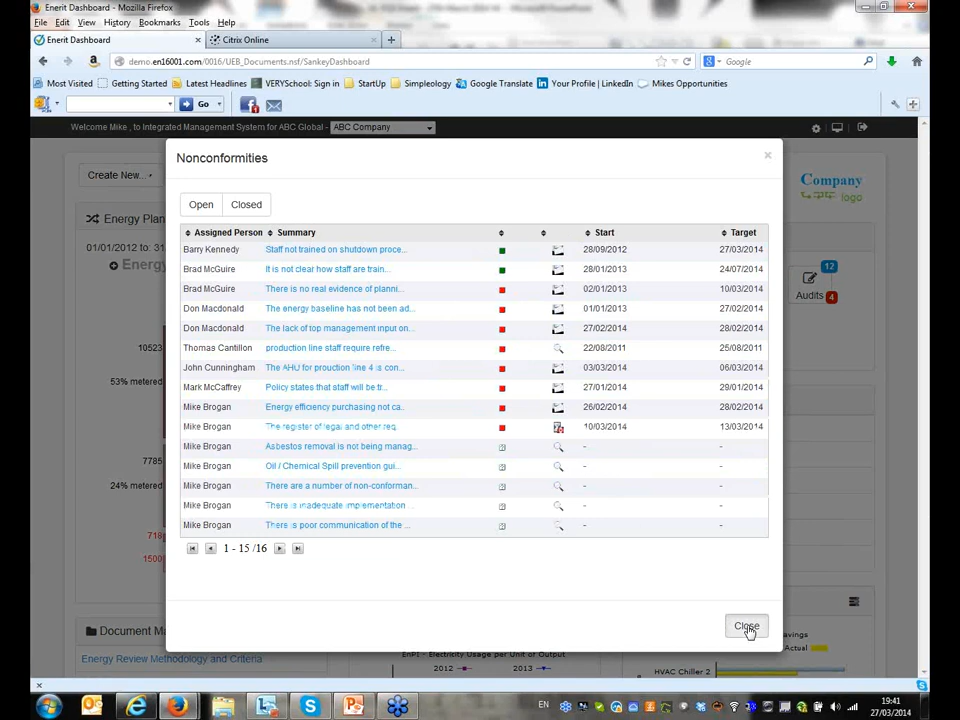 Enerit Dashboard - Mozilla Firefox
File Edit View History Bookmarks Tools Help
Enerit Dashboard × Citrix Online × +
demo.en16001.com/0016/UEB_Documents.nsf/SankeyDashboard Google
Most Visited Getting Started Latest Headlines VERYSchool: Sign in StartUp Simpleology Google Translate Your Profile | LinkedIn Mikes Opportunities
Go
Welcome Mike , to Integrated Management System for ABC Global - ABC Company
Nonconformities ×
Create New...
Company
logo
Open Closed
Energy Plan
Assigned Person Summary Start Target
01/01/2012 to: 31
Barry Kennedy Staff not trained on shutdown proce... 28/09/2012 27/03/2014
Energy
Brad McGuire It is not clear how staff are train... 28/01/2013 24/07/2014
12
Brad McGuire There is no real evidence of planni... 02/01/2013 10/03/2014
Audits 4
Don Macdonald The energy baseline has not been ad... 01/01/2013 27/02/2014
Don Macdonald The lack of top management input on... 27/02/2014 28/02/2014
10523
Thomas Cantillon production line staff require refre... 22/08/2011 25/08/2011
John Cunningham The AHU for prouction line 4 is con... 03/03/2014 06/03/2014
53% metered
Mark McCaffrey Policy states that staff will be tr... 27/01/2014 29/01/2014
Mike Brogan Energy efficiency purchasing not ca... 26/02/2014 28/02/2014
Mike Brogan The register of legal and other req... 10/03/2014 13/03/2014
Mike Brogan Asbestos removal is not being manag... - -
7785
Mike Brogan Oil / Chemical Spill prevention gui... - -
24% metered
Mike Brogan There are a number of non-conforman... - -
Mike Brogan There is inadequate implementation ... - -
Mike Brogan There is poor communication of the ... - -
718
1 - 15 /16
1500
Close
Document Ma
avings
EnPI - Electricity Usage per Unit of Output
Actual
Energy Review Methodology and Criteria
2012 2013
HVAC Chiller 2
×
EN
19:41
27/03/2014